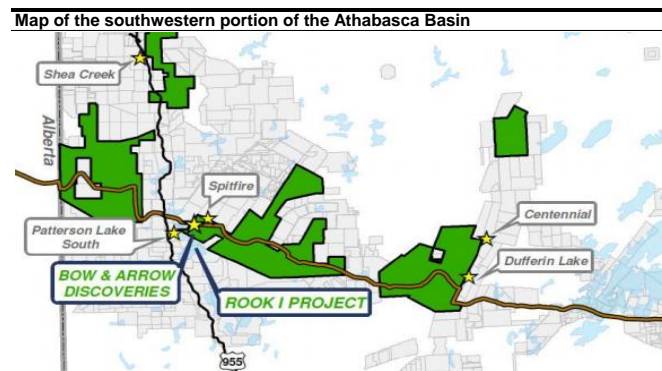 Map of the southwestern portion of the Athabasca Basin
Shea Creek
Alberta
Spitfire
Patterson Lake
South
Centennial
Dufferin Lake
BOW & ARROW
DISCOVERIES
ROOK I PROJECT
955